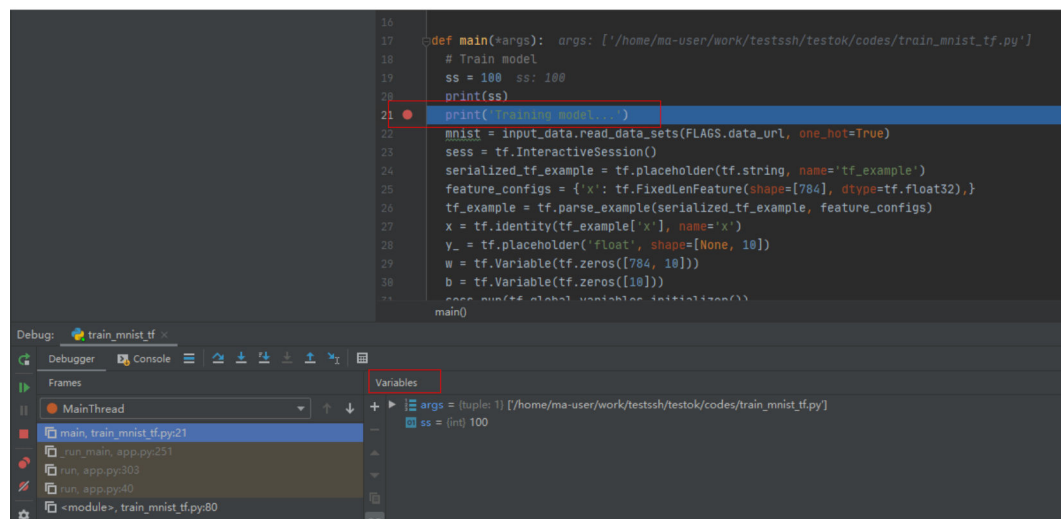 16
17 def main(*args): args: ['/home/ma-user/work/testssh/testok/codes/train_mnist_tf.py']
18 # Train model
19 ss = 100 ss: 100
20 print(ss)
21 print('Training model...')
22 mnist = input_data.read_data_sets(FLAGS.data_url, one_hot=True)
23 sess = tf.InteractiveSession()
24 serialized_tf_example = tf.placeholder(tf.string, name='tf_example')
25 feature_configs = {'x': tf.FixedLenFeature(shape=[784], dtype=tf.float32),}
26 tf_example = tf.parse_example(serialized_tf_example, feature_configs)
27 x = tf.identity(tf_example['x'], name='x')
28 y_ = tf.placeholder('float', shape=[None, 10])
29 w = tf.Variable(tf.zeros([784, 10]))
30 b = tf.Variable(tf.zeros([10]))
31 sess.run(tf.global_variables_initializer())
main()
Debug: train_mnist_tf
Debugger Console
Frames Variables
MainThread
args = (tuple: 1) ['/home/ma-user/work/testssh/testok/codes/train_mnist_tf.py']
ss = {int} 100
main, train_mnist_tf.py:21
_run_main, app.py:251
run, app.py:303
run, app.py:40
<module>, train_mnist_tf.py:80